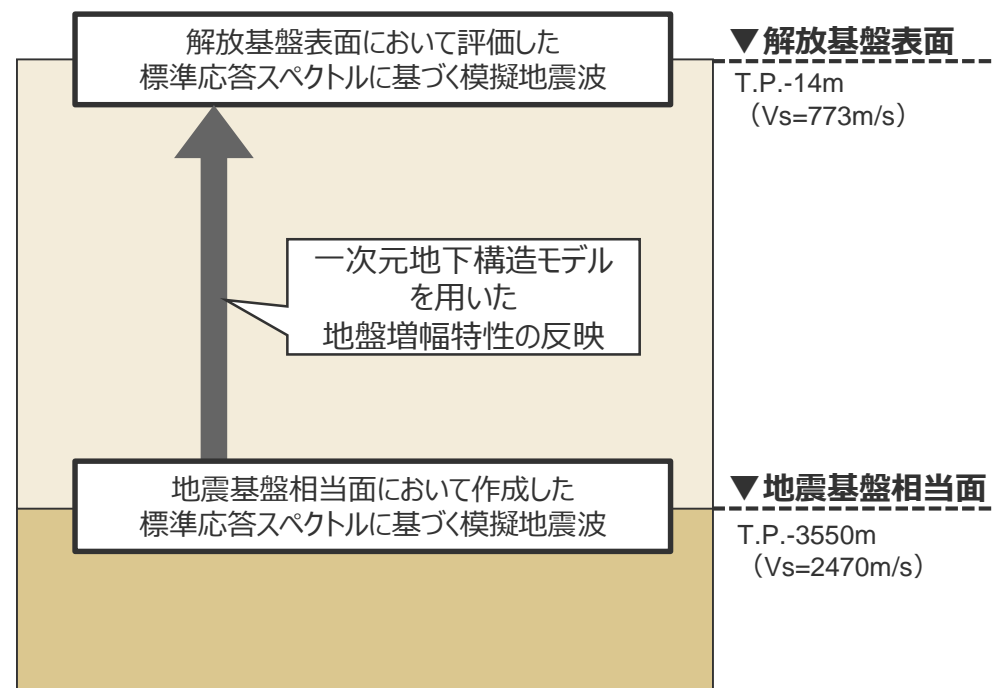 解放基盤表面において評価した
標準応答スペクトルに基づく模擬地震波
▼解放基盤表面
T.P.-14m
（Vs=773m/s）
一次元地下構造モデル
を用いた
地盤増幅特性の反映
地震基盤相当面において作成した
標準応答スペクトルに基づく模擬地震波
▼地震基盤相当面
T.P.-3550m
（Vs=2470m/s）